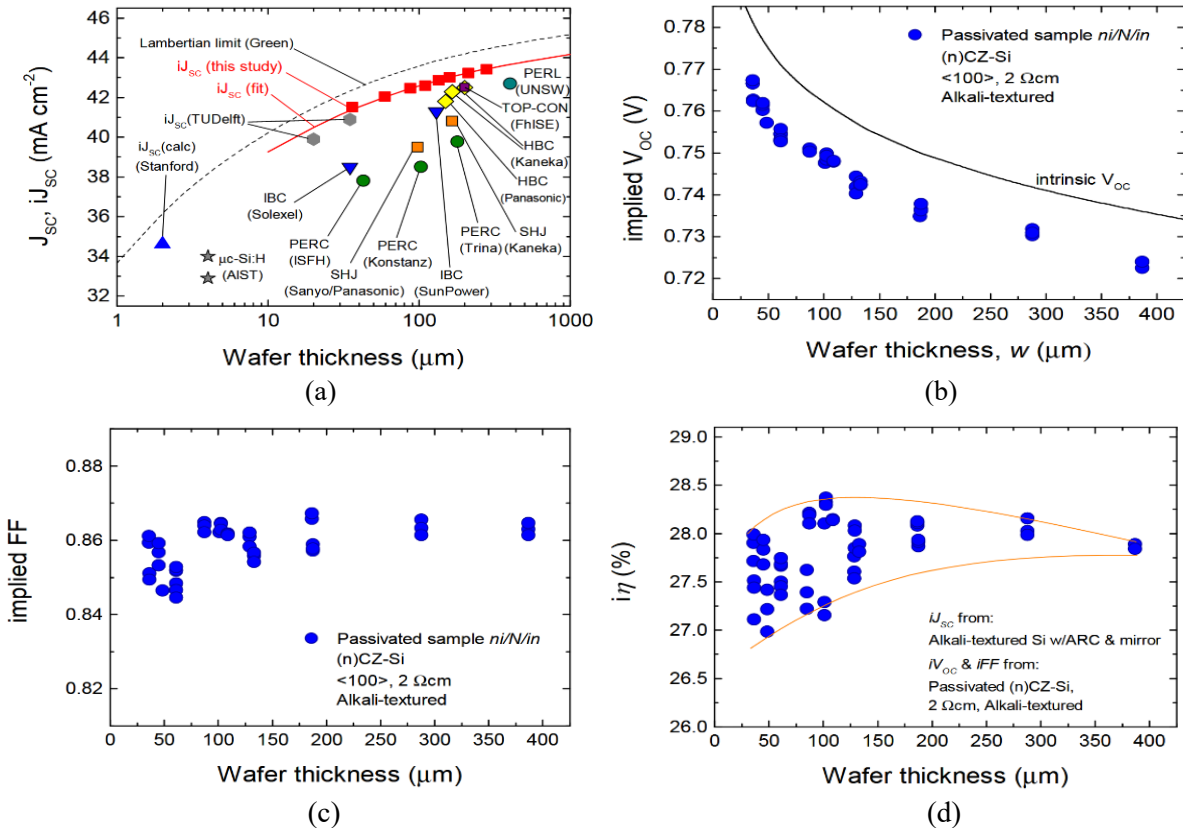 46
44
42
40
38
36
34
32
J_SC, iJ_SC (mA cm⁻²)
Lambertian limit (Green)
iJ_SC (this study)
iJ_SC (fit)
iJ_SC(TUDelft)
iJ_SC(calc)
(Stanford)
μc-Si:H
(AIST)
IBC
(Solexel)
PERC
(ISFH)
SHJ
(Sanyo/Panasonic)
PERC
(Konstanz)
IBC
(SunPower)
PERC
(Trina)
SHJ
(Kaneka)
HBC
(Panasonic)
HBC
(Kaneka)
TOP-CON
(FhISE)
PERL
(UNSW)
1 10 100 1000
Wafer thickness (μm)
(a)
0.78
0.77
0.76
0.75
0.74
0.73
0.72
implied V_OC (V)
Passivated sample ni/N/in
(n)CZ-Si
<100>, 2 Ωcm
Alkali-textured
intrinsic V_OC
0 50 100 150 200 250 300 350 400
Wafer thickness, w (μm)
(b)
0.88
0.86
0.84
0.82
implied FF
Passivated sample ni/N/in
(n)CZ-Si
<100>, 2 Ωcm
Alkali-textured
0 50 100 150 200 250 300 350 400
Wafer thickness (μm)
(c)
29.0
28.5
28.0
27.5
27.0
26.5
26.0
iη (%)
iJ_SC from:
Alkali-textured Si w/ARC & mirror
iV_OC & iFF from:
Passivated (n)CZ-Si,
2 Ωcm, Alkali-textured
0 50 100 150 200 250 300 350 400
Wafer thickness (μm)
(d)